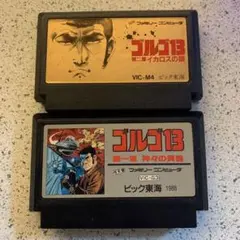 ゴルゴ13
第二章 イカロスの謎
ファミリー コンピュータ
VIC-M4 ビック東海
ゴルゴ13
第一章 神々の黄昏
ファミリー コンピュータ
VIC-G3
ビック東海 1988